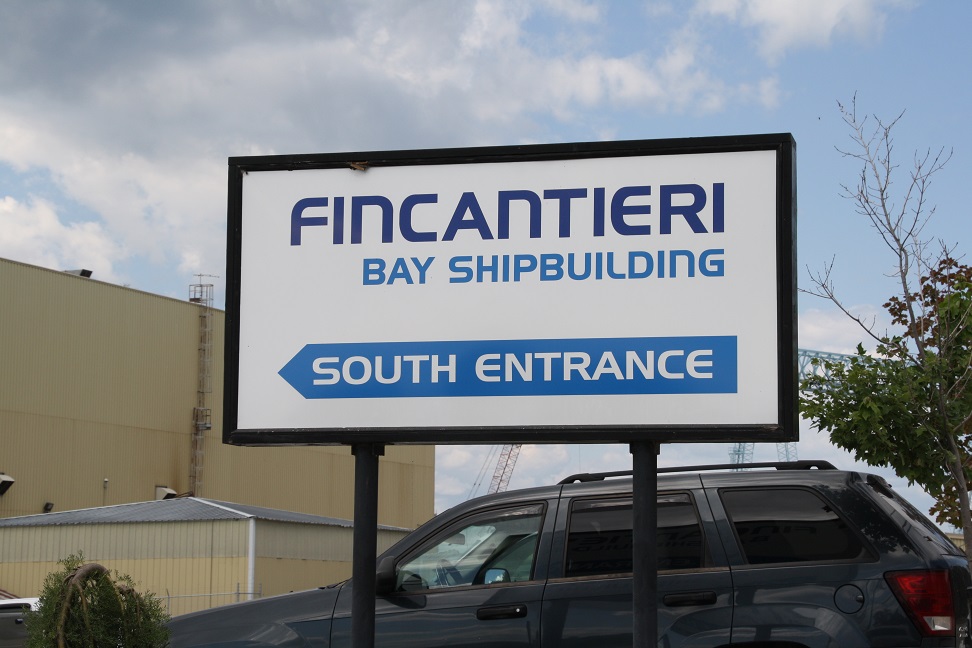 FINCANTIERI
BAY SHIPBUILDING
SOUTH ENTRANCE